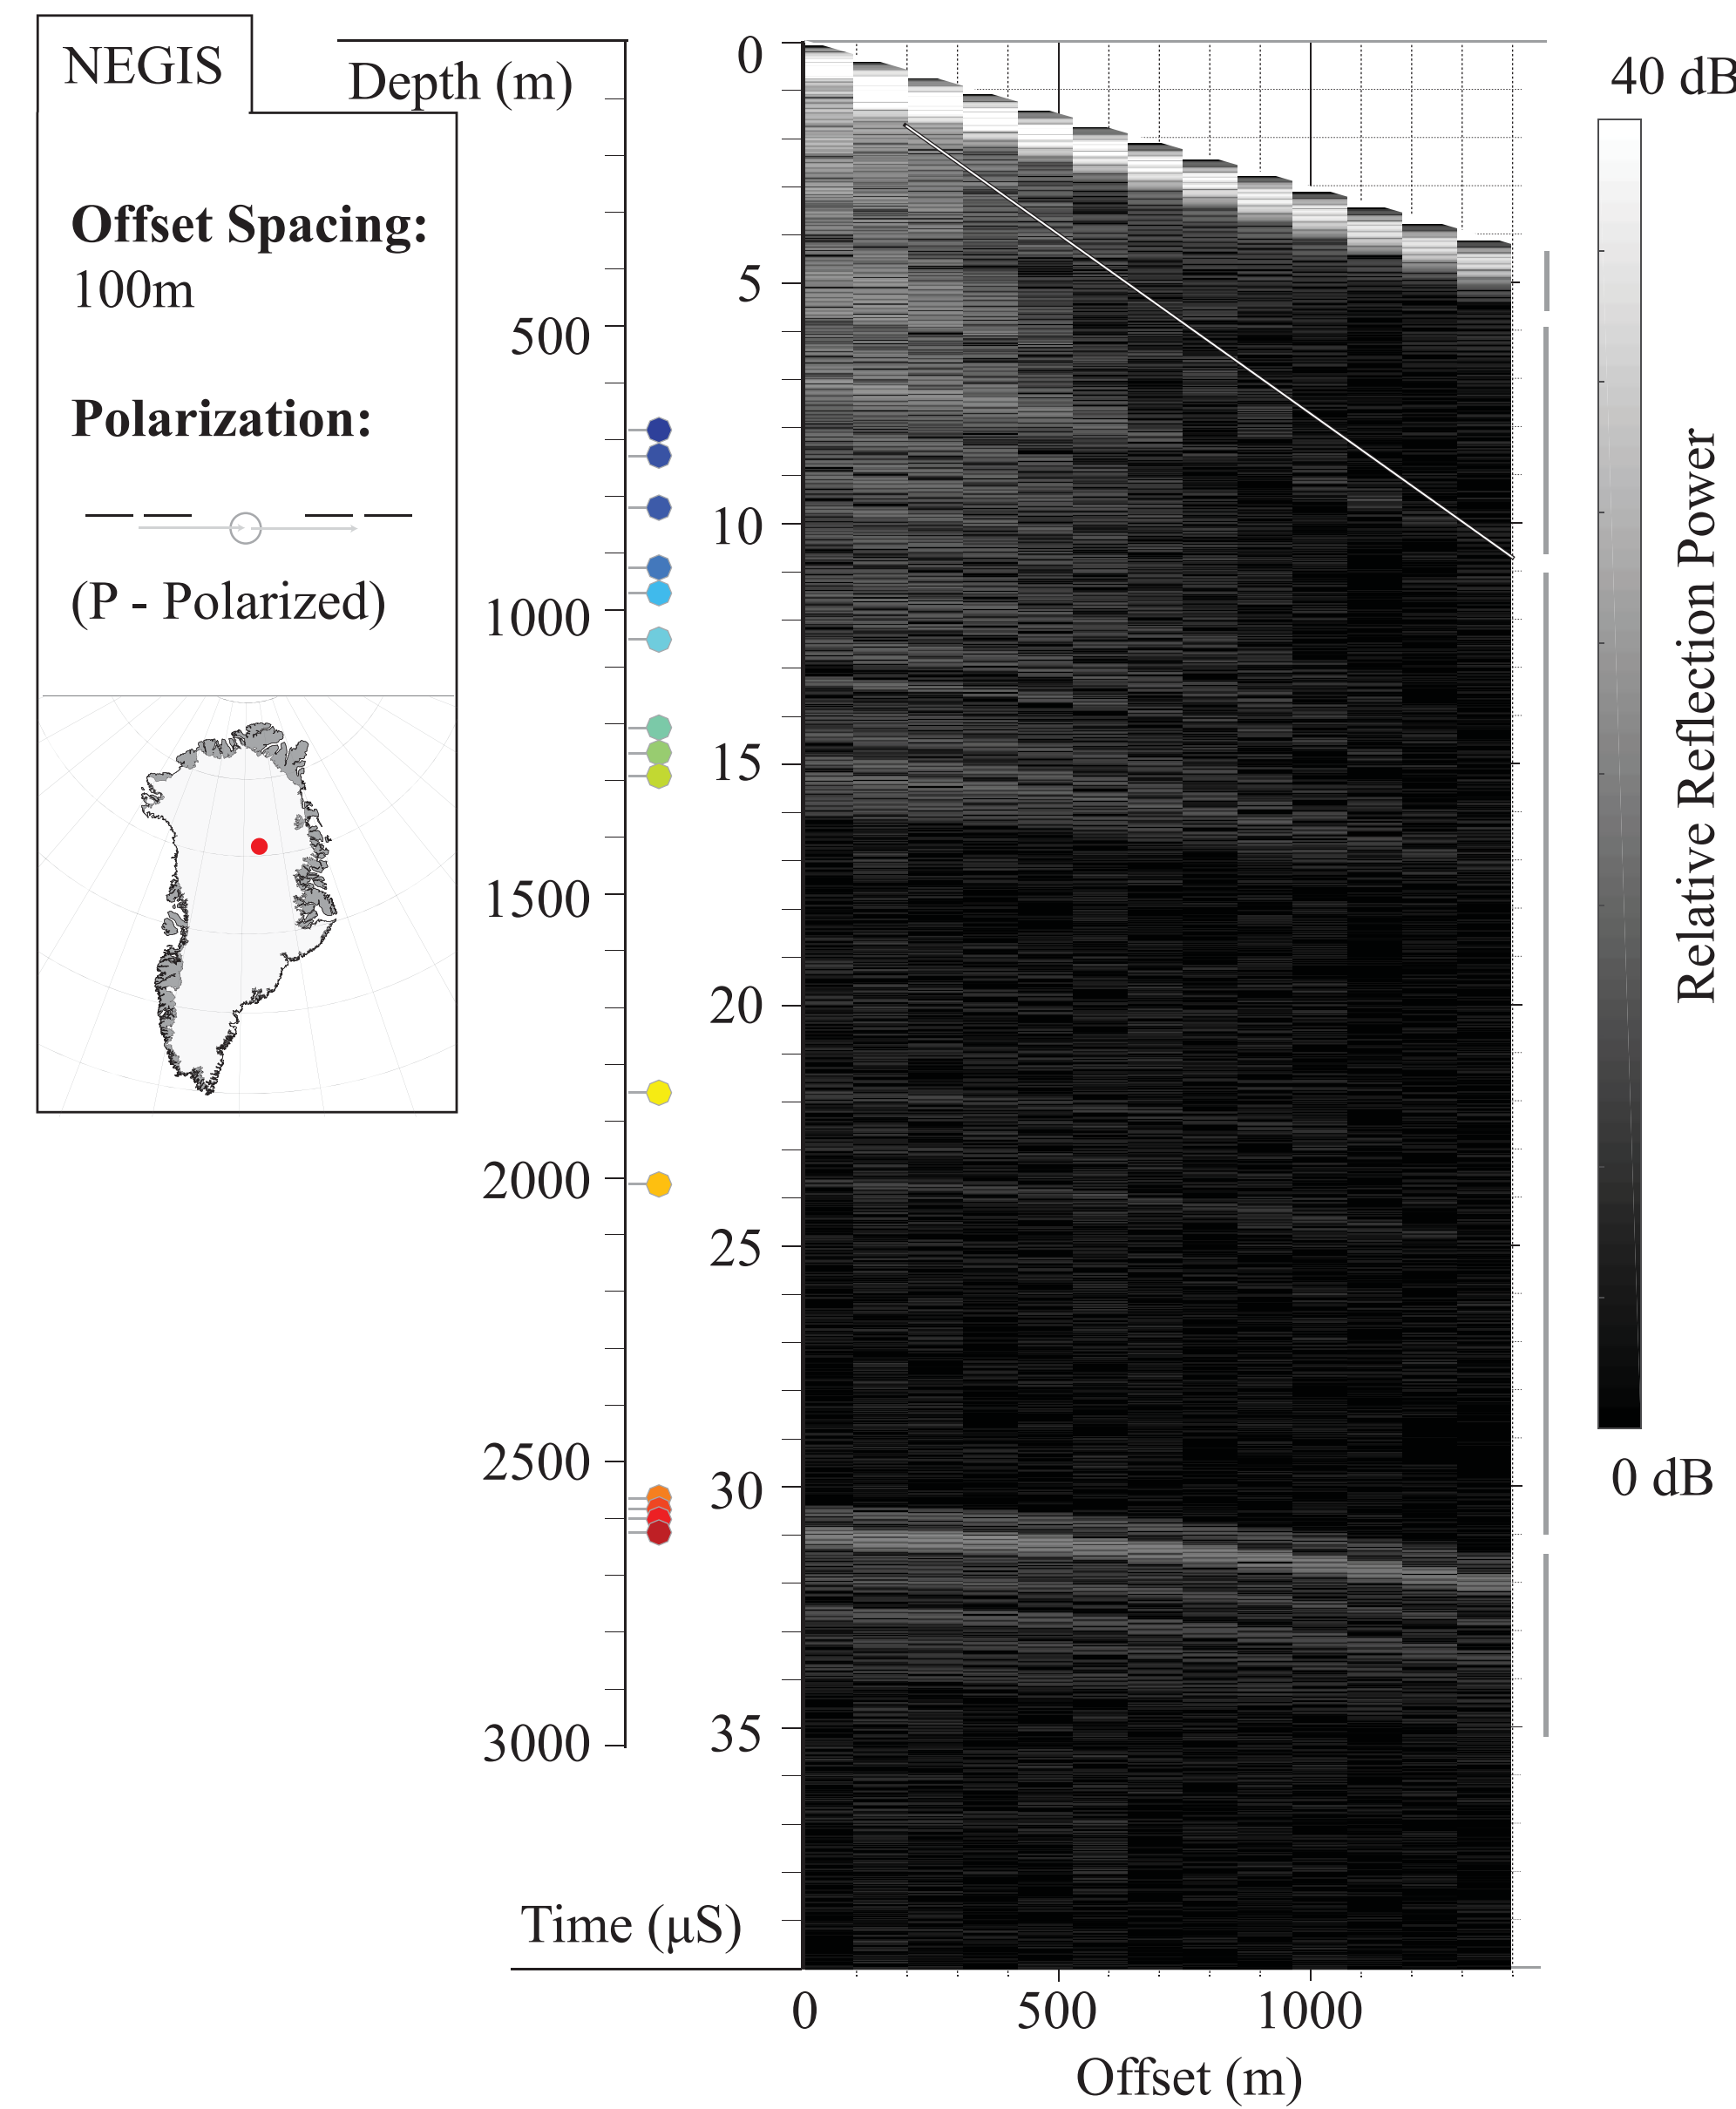 NEGIS
Offset Spacing:
100m
Polarization:
(P - Polarized)
Depth (m)
500
1000
1500
2000
2500
3000
Time (µS)
0
5
10
15
20
25
30
35
0
500
1000
Offset (m)
40 dB
Relative Reflection Power
0 dB